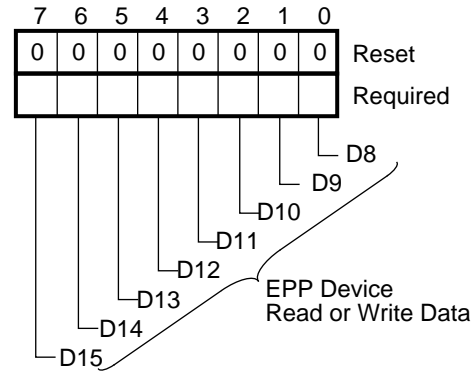 7 6 5 4 3 2 1 0
0 0 0 0 0 0 0 0 Reset
Required
D8
D9
D10
D11
D12
D13
D14
D15
EPP Device
Read or Write Data